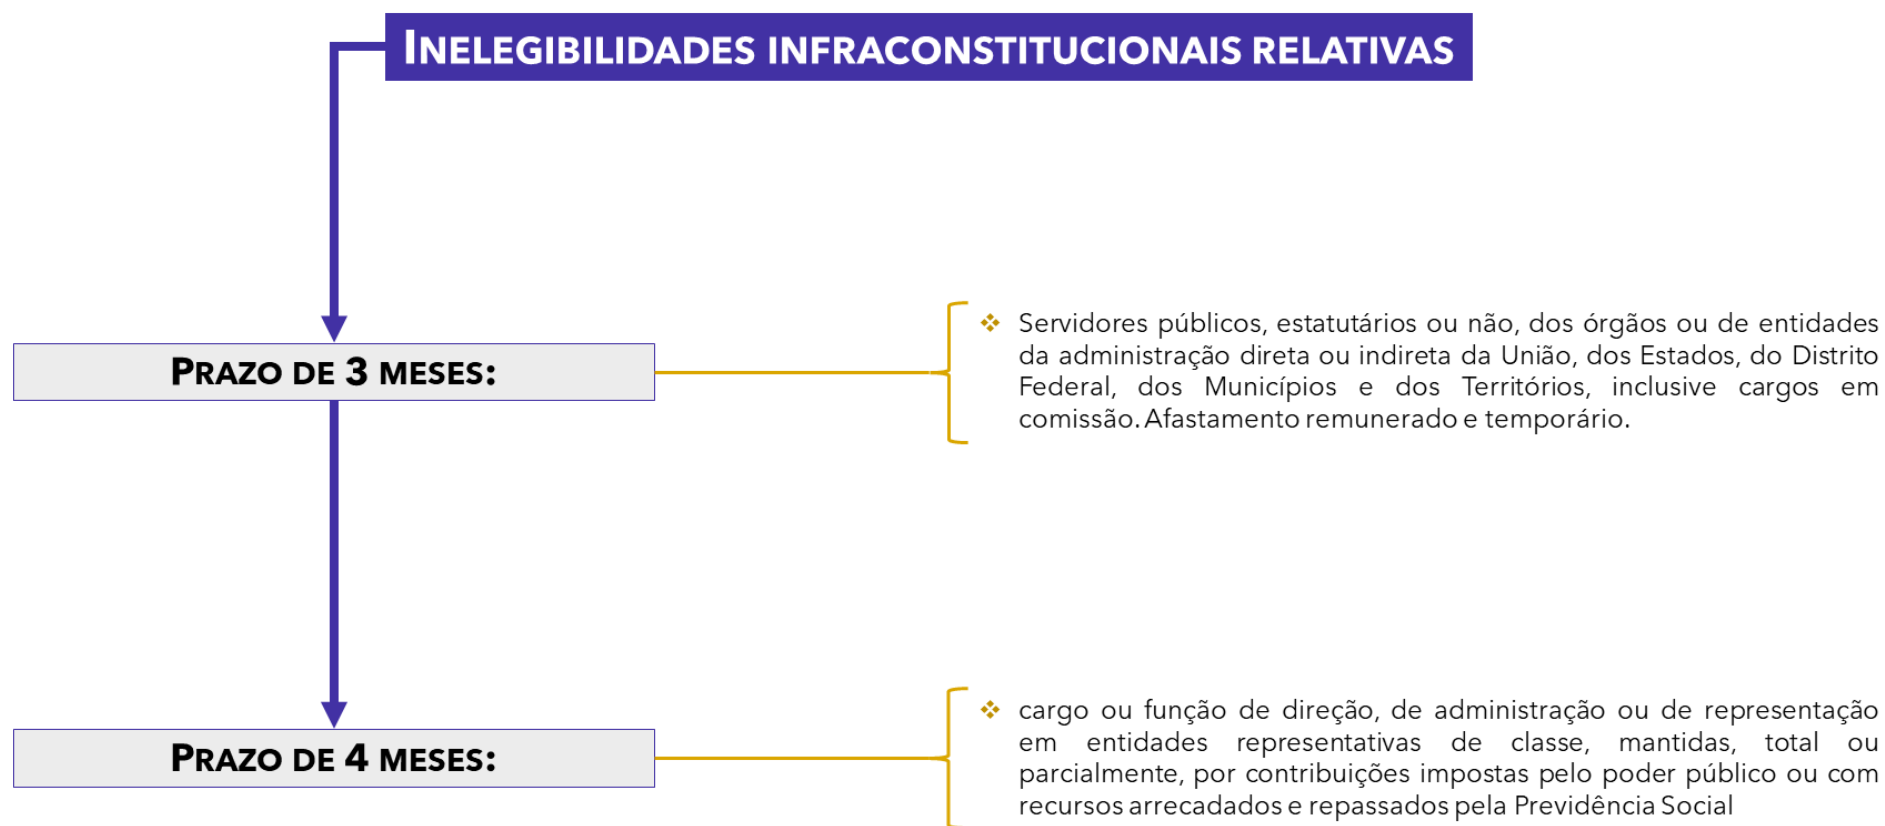 INELEGIBILIDADES INFRACONSTITUCIONAIS RELATIVAS
PRAZO DE 3 MESES:
Servidores públicos, estatutários ou não, dos órgãos ou de entidades
da administração direta ou indireta da União, dos Estados, do Distrito
Federal, dos Municípios e dos Territórios, inclusive cargos em
comissão. Afastamento remunerado e temporário.
PRAZO DE 4 MESES:
cargo ou função de direção, de administração ou de representação
em entidades representativas de classe, mantidas, total ou
parcialmente, por contribuições impostas pelo poder público ou com
recursos arrecadados e repassados pela Previdência Social